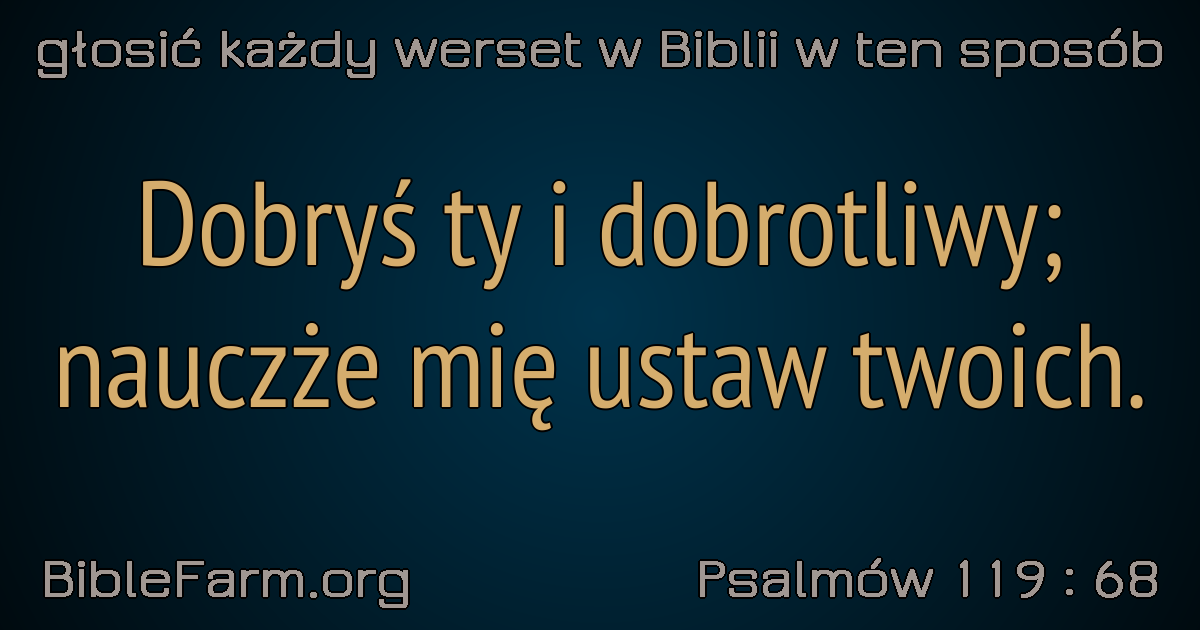 głosić każdy werset w Biblii w ten sposób
Dobryś ty i dobrotliwy;
nauczże mię ustaw twoich.
BibleFarm.org
Psalmów 119 : 68